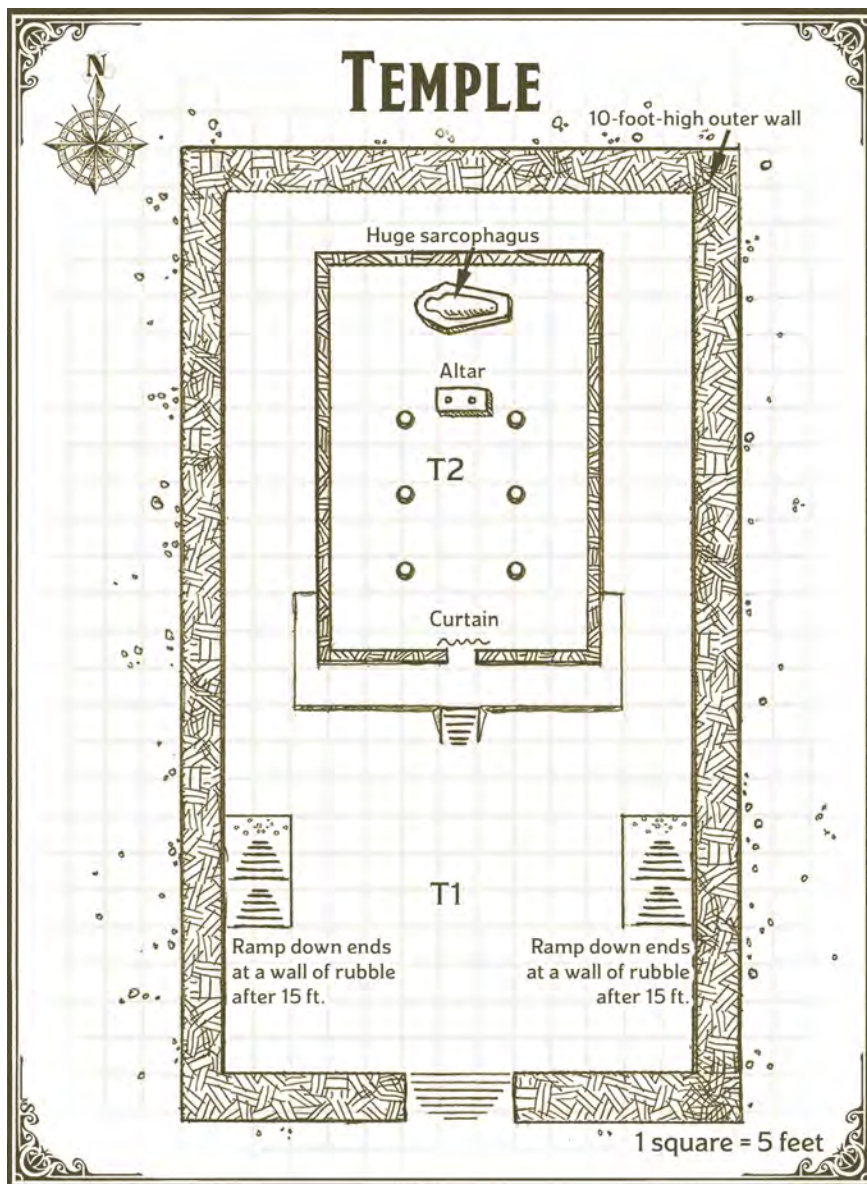 TEMPLE
N
10-foot-high outer wall
Huge sarcophagus
Altar
T2
Curtain
T1
Ramp down ends
at a wall of rubble
after 15 ft.
Ramp down ends
at a wall of rubble
after 15 ft.
1 square = 5 feet